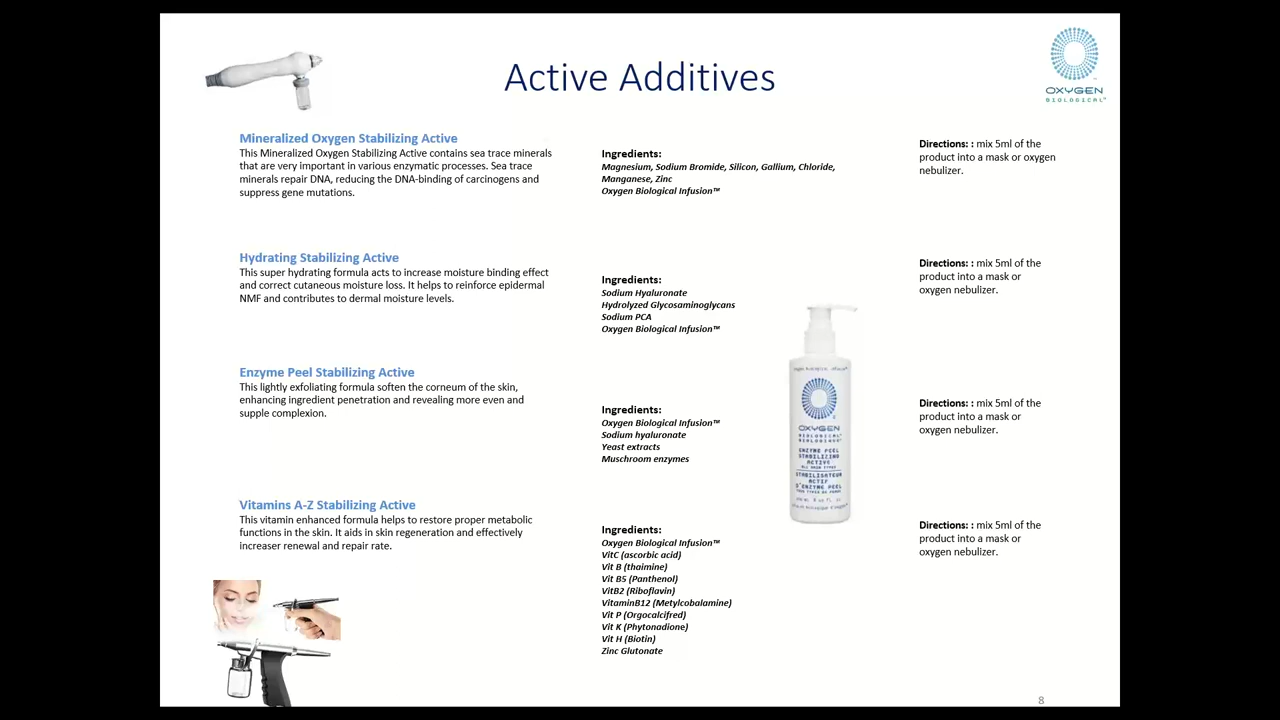 Active Additives
OXYGEN
BIOLOGICAL
Mineralized Oxygen Stabilizing Active
This Mineralized Oxygen Stabilizing Active contains sea trace minerals
that are very important in various enzymatic processes. Sea trace
minerals repair DNA, reducing the DNA-binding of carcinogens and
suppress gene mutations.
Ingredients:
Magnesium, Sodium Bromide, Silicon, Gallium, Chloride,
Manganese, Zinc
Oxygen Biological Infusion™
Directions: : mix 5ml of the
product into a mask or oxygen
nebulizer.
Hydrating Stabilizing Active
This super hydrating formula acts to increase moisture binding effect
and correct cutaneous moisture loss. It helps to reinforce epidermal
NMF and contributes to dermal moisture levels.
Ingredients:
Sodium Hyaluronate
Hydrolyzed Glycosaminoglycans
Sodium PCA
Oxygen Biological Infusion™
Directions: : mix 5ml of the
product into a mask or
oxygen nebulizer.
Enzyme Peel Stabilizing Active
This lightly exfoliating formula soften the corneum of the skin,
enhancing ingredient penetration and revealing more even and
supple complexion.
Ingredients:
Oxygen Biological Infusion™
Sodium hyaluronate
Yeast extracts
Muschroom enzymes
OXYGEN
BIOLOGICAL
ENZYME PEEL
STABILIZING
ACTIVE
ALL SKIN TYPES
STABILISATEUR
ACTIF
D'ENZYME PEEL
Directions: : mix 5ml of the
product into a mask or
oxygen nebulizer.
Vitamins A-Z Stabilizing Active
This vitamin enhanced formula helps to restore proper metabolic
functions in the skin. It aids in skin regeneration and effectively
increaser renewal and repair rate.
Ingredients:
Oxygen Biological Infusion™
VitC (ascorbic acid)
Vit B (thaimine)
Vit B5 (Panthenol)
VitB2 (Riboflavin)
VitaminB12 (Metylcobalamine)
Vit P (Orgocalcifred)
Vit K (Phytonadione)
Vit H (Biotin)
Zinc Glutonate
Directions: : mix 5ml of the
product into a mask or
oxygen nebulizer.
8